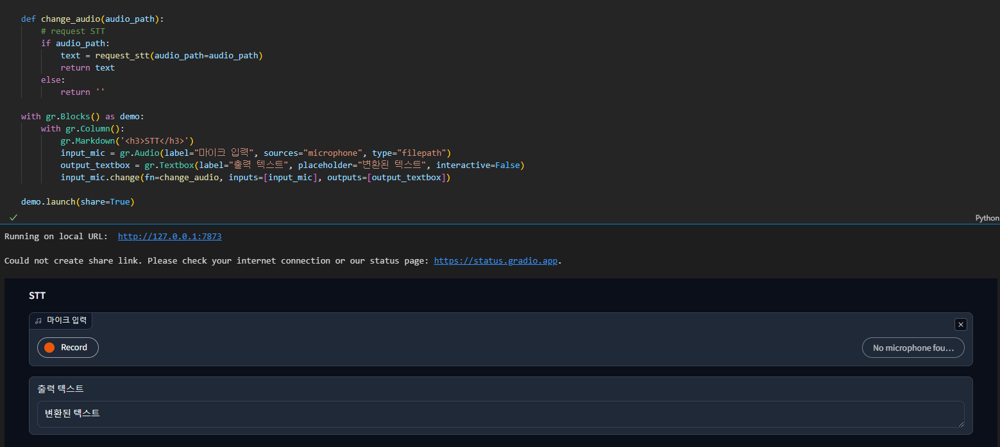 def change_audio(audio_path):
    # request STT
    if audio_path:
        text = request_stt(audio_path=audio_path)
        return text
    else:
        return ''

with gr.Blocks() as demo:
    with gr.Column():
        gr.Markdown('<h3>STT</h3>')
        input_mic = gr.Audio(label="마이크 입력", sources="microphone", type="filepath")
        output_textbox = gr.Textbox(label="출력 텍스트", placeholder="변환된 텍스트", interactive=False)
        input_mic.change(fn=change_audio, inputs=[input_mic], outputs=[output_textbox])

demo.launch(share=True)
Python
Running on local URL:  http://127.0.0.1:7873
Could not create share link. Please check your internet connection or our status page: https://status.gradio.app.
STT
마이크 입력
Record
No microphone fou...
출력 텍스트
변환된 텍스트